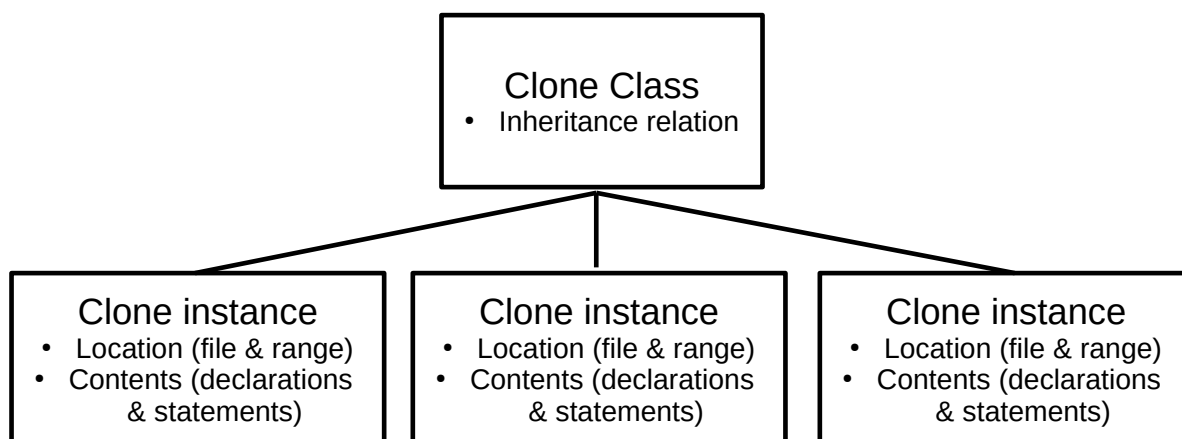 Clone Class
• Inheritance relation
Clone instance
• Location (file & range)
• Contents (declarations
& statements)
Clone instance
• Location (file & range)
• Contents (declarations
& statements)
Clone instance
• Location (file & range)
• Contents (declarations
& statements)